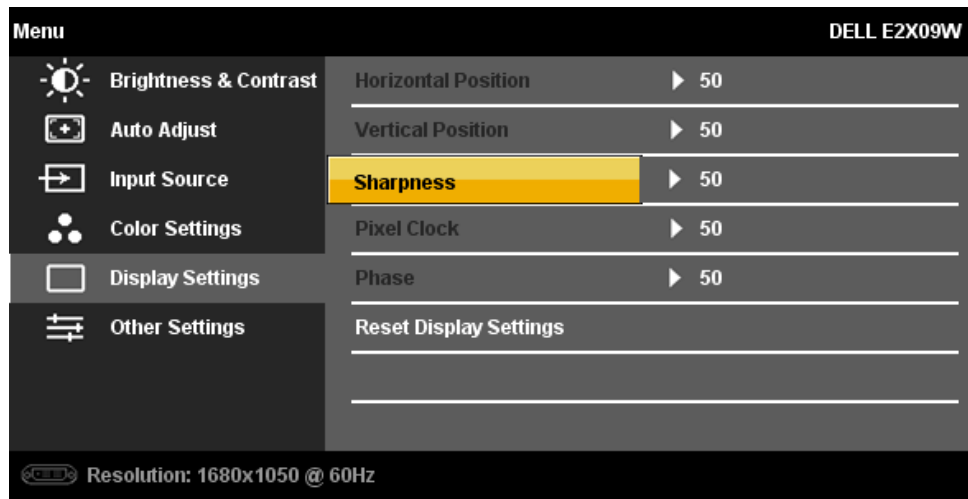 Menu DELL E2X09W
Brightness & Contrast Horizontal Position 50
Auto Adjust Vertical Position 50
Input Source Sharpness 50
Color Settings Pixel Clock 50
Display Settings Phase 50
Other Settings Reset Display Settings
Resolution: 1680x1050 @ 60Hz